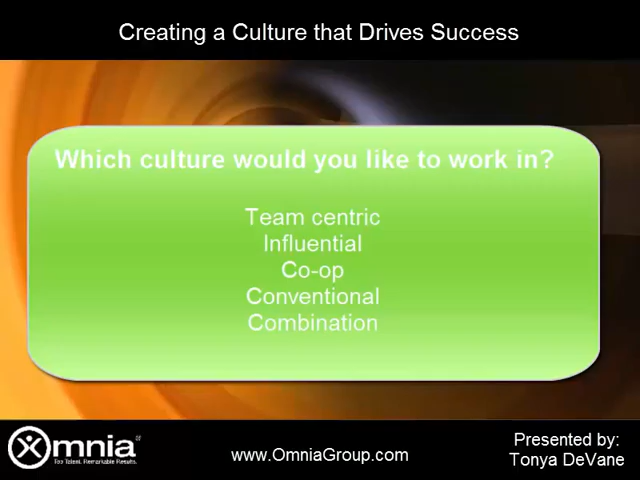 Creating a Culture that Drives Success
Which culture would you like to work in?
Team centric
Influential
Co-op
Conventional
Combination
Omnia
Top Talent. Remarkable Results.
www.OmniaGroup.com
Presented by:
Tonya DeVane